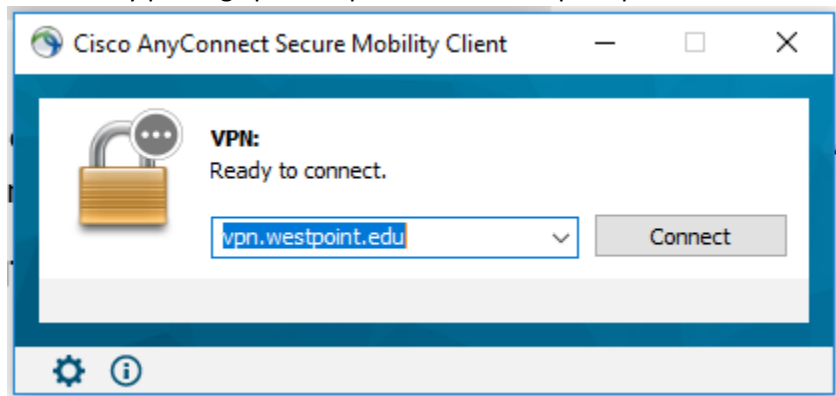 Cisco AnyConnect Secure Mobility Client
VPN:
Ready to connect.
vpn.westpoint.edu
Connect